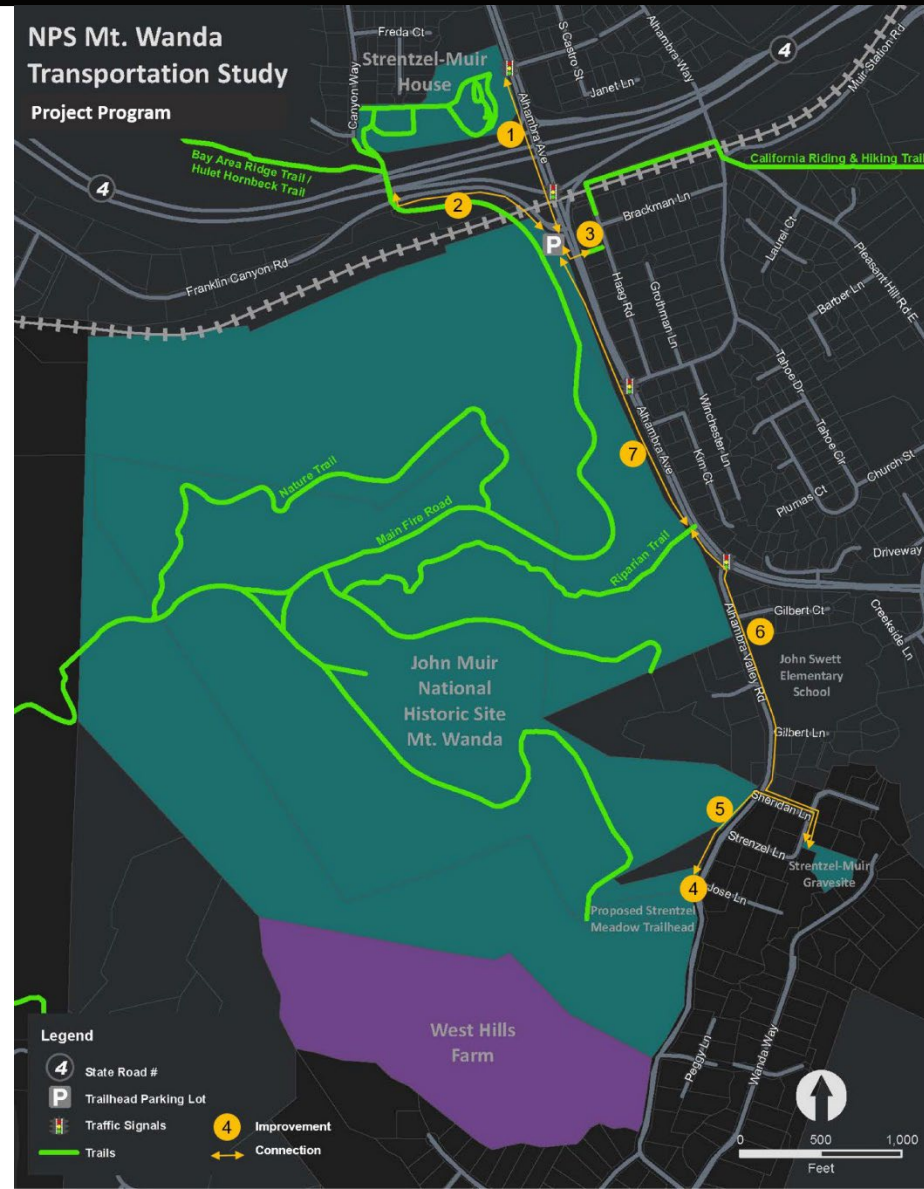 NPS Mt. Wanda
Transportation Study
Project Program
Freda Ct
Strentzel-Muir
House
Canyon Way
S Castro St
Alhambra Way
Janet Ln
Alhambra Ave
4
Muir Station Rd
1
Bay Area Ridge Trail /
Hulet Hornbeck Trail
California Riding & Hiking Trail
4
2
Brackman Ln
3
P
Franklin Canyon Rd
Laurel Ct
Pleasant Hill Rd E
Barber Ln
Haag Rd
Grothman Ln
Tahoe Dr
Tahoe Cir
Alhambra Ave
Winchester Ln
Kim Ct
Church St
7
Plumas Ct
Nature Trail
Main Fire Road
Riparian Trail
Driveway
Gilbert Ct
6
Creekside Ln
Alhambra Valley Rd
John Swett
Elementary
School
John Muir
National
Historic Site
Mt. Wanda
Gilbert Ln
Sheridan Ln
5
Strenzel Ln
Strentzel-Muir
Gravesite
4
Jose Ln
Proposed Strentzel
Meadow Trailhead
West Hills
Farm
Peggy Ln
Wanda Way
Legend
4 State Road #
P Trailhead Parking Lot
Traffic Signals
4 Improvement
Trails
Connection
0 500 1,000
Feet